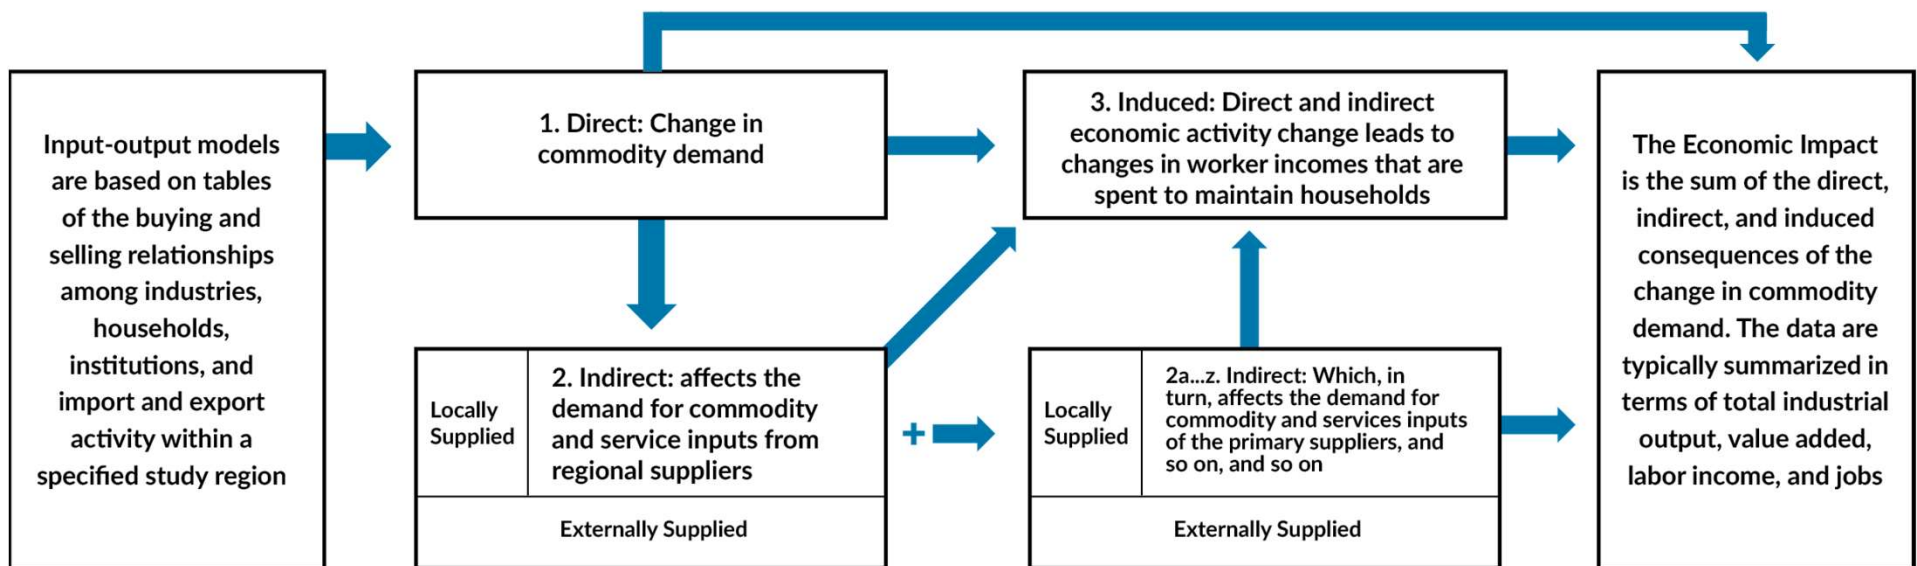 Input-output models
are based on tables
of the buying and
selling relationships
among industries,
households,
institutions, and
import and export
activity within a
specified study region
1. Direct: Change in
commodity demand
2. Indirect: affects the
demand for commodity
and service inputs from
regional suppliers
Locally
Supplied
Externally Supplied
+
3. Induced: Direct and indirect
economic activity change leads to
changes in worker incomes that are
spent to maintain households
Locally
Supplied
2a...z. Indirect: Which, in
turn, affects the demand for
commodity and services inputs
of the primary suppliers, and
so on, and so on
Externally Supplied
The Economic Impact
is the sum of the direct,
indirect, and induced
consequences of the
change in commodity
demand. The data are
typically summarized in
terms of total industrial
output, value added,
labor income, and jobs